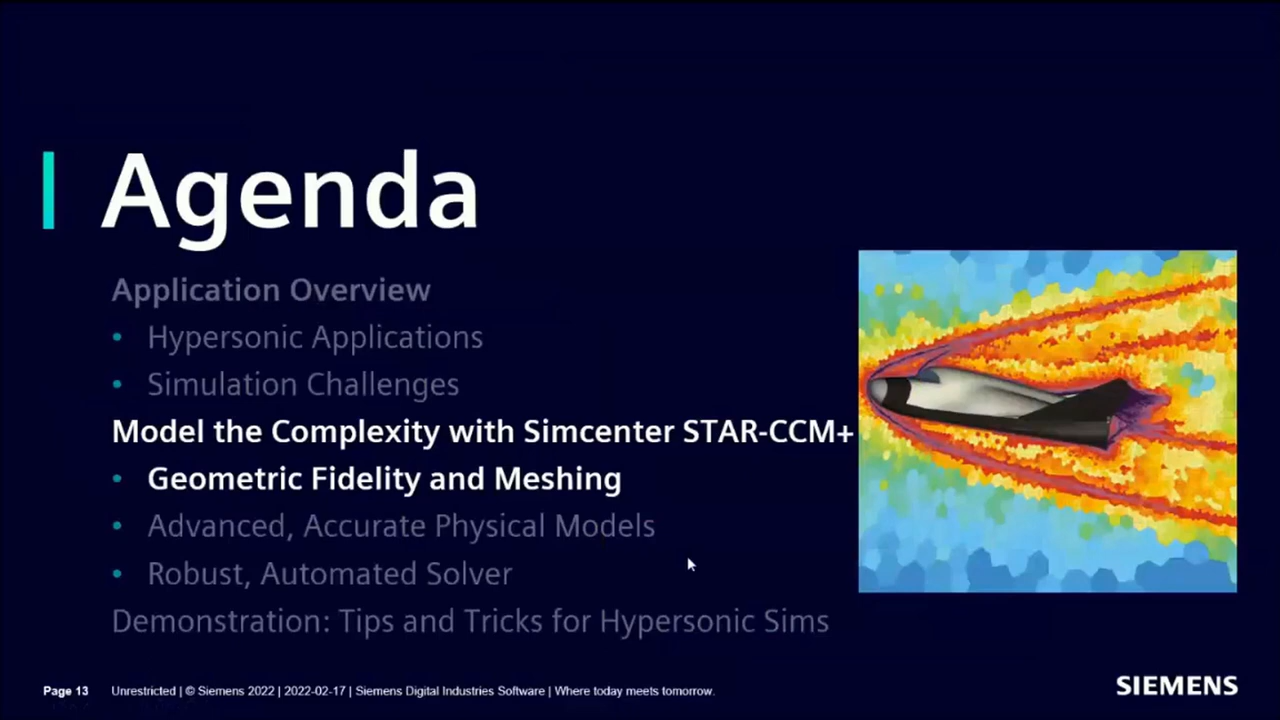 Agenda
Application Overview
• Hypersonic Applications
• Simulation Challenges
Model the Complexity with Simcenter STAR-CCM+
• Geometric Fidelity and Meshing
• Advanced, Accurate Physical Models
• Robust, Automated Solver
Demonstration: Tips and Tricks for Hypersonic Sims
Page 13 Unrestricted | © Siemens 2022 | 2022-02-17 | Siemens Digital Industries Software | Where today meets tomorrow.
SIEMENS